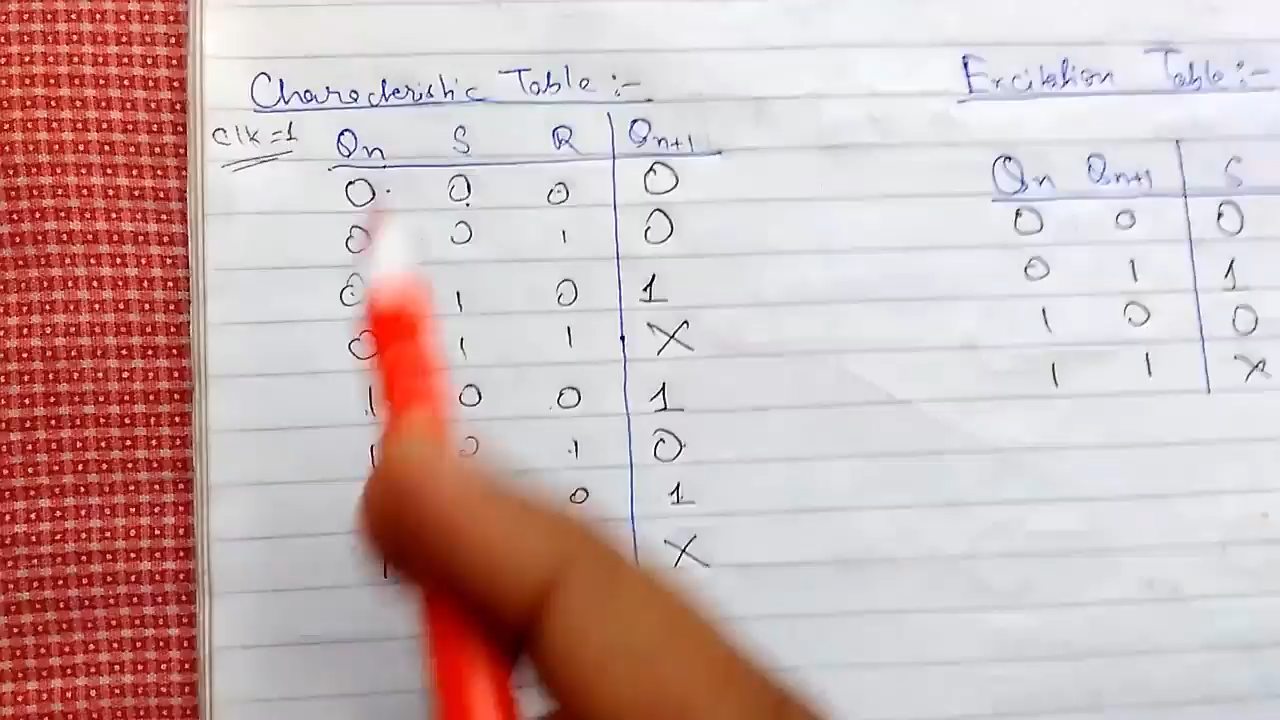 Charecteristic Table :-
Clk = 1
Qn S R Qn+1
0 0 0 0
0 0 1 0
0 1 0 1
0 1 1 X
1 0 0 1
1 0 1 0
0 1
X
Excitation Table :-
Qn Qn+1 S
0 0 0
0 1 1
1 0 0
1 1 X